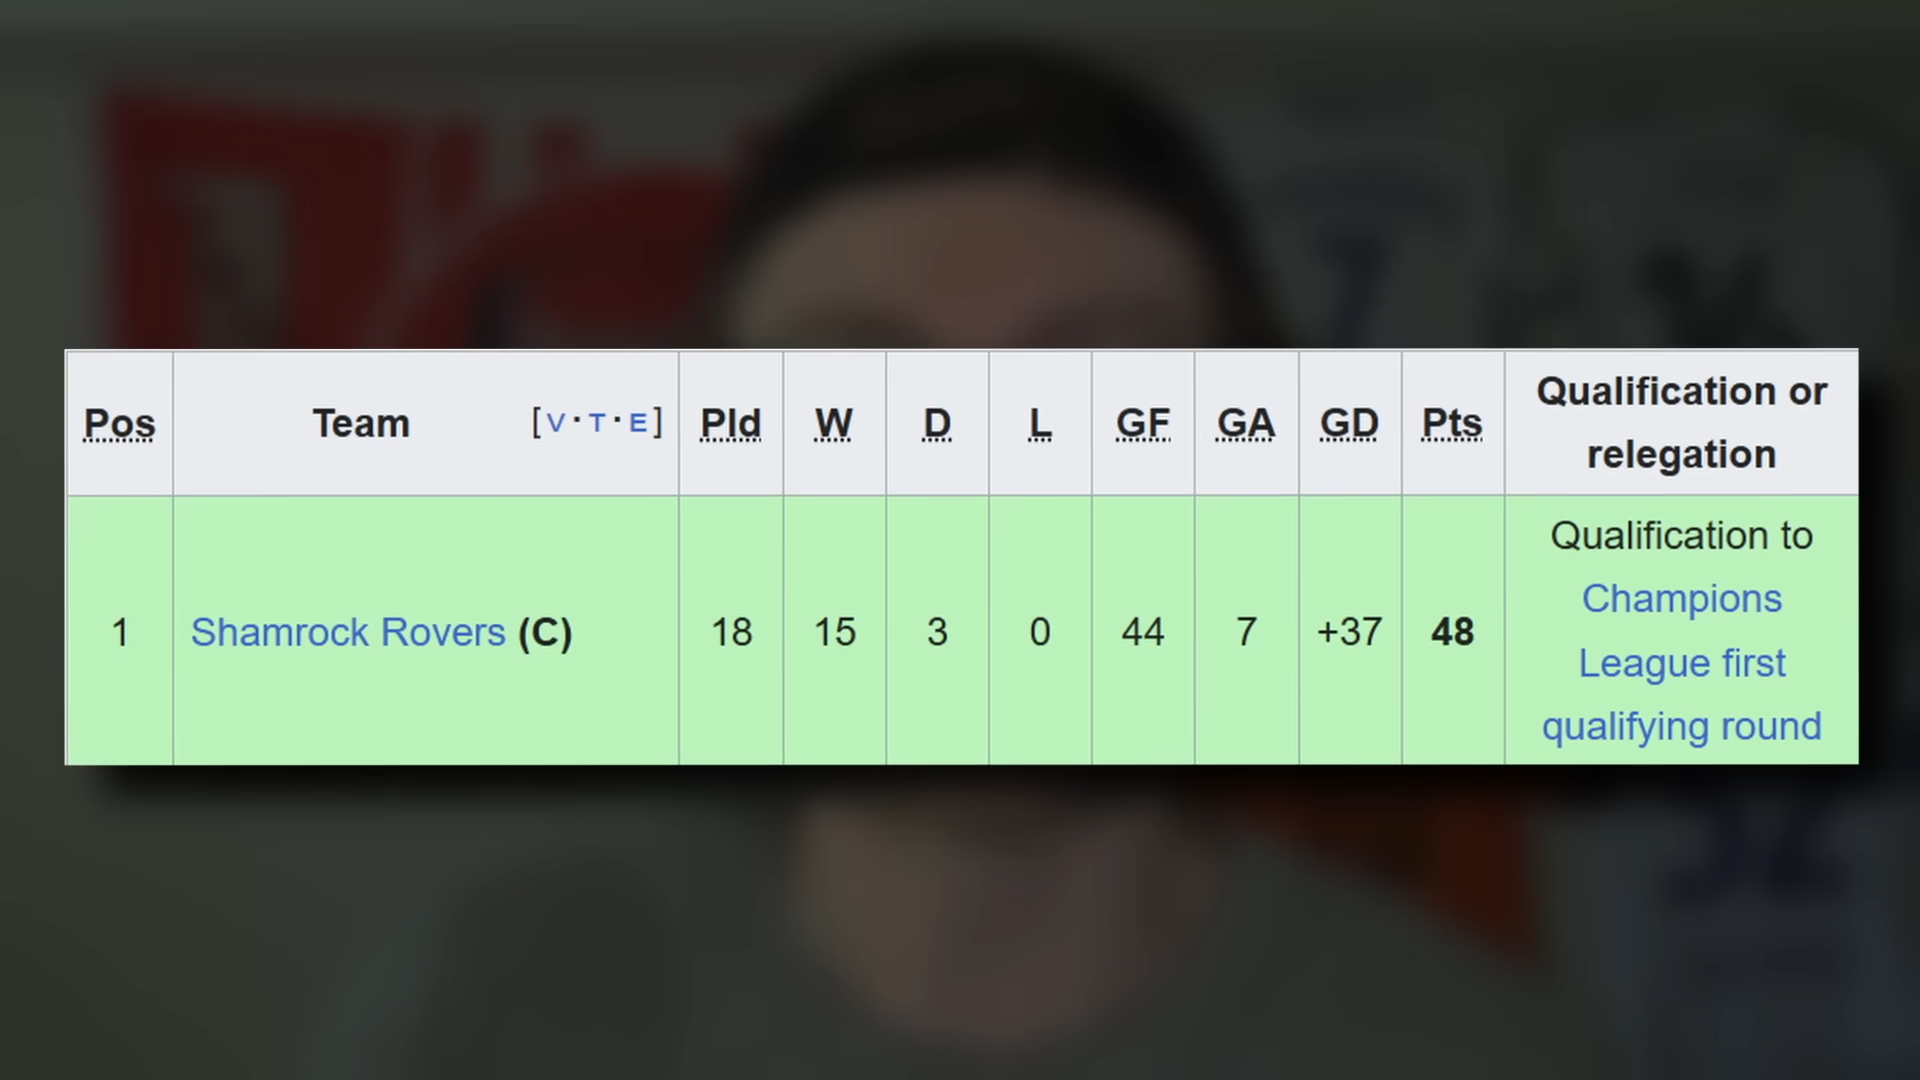 Pos Team [V · T · E] Pld W D L GF GA GD Pts Qualification or
relegation
1 Shamrock Rovers (C) 18 15 3 0 44 7 +37 48 Qualification to
Champions
League first
qualifying round